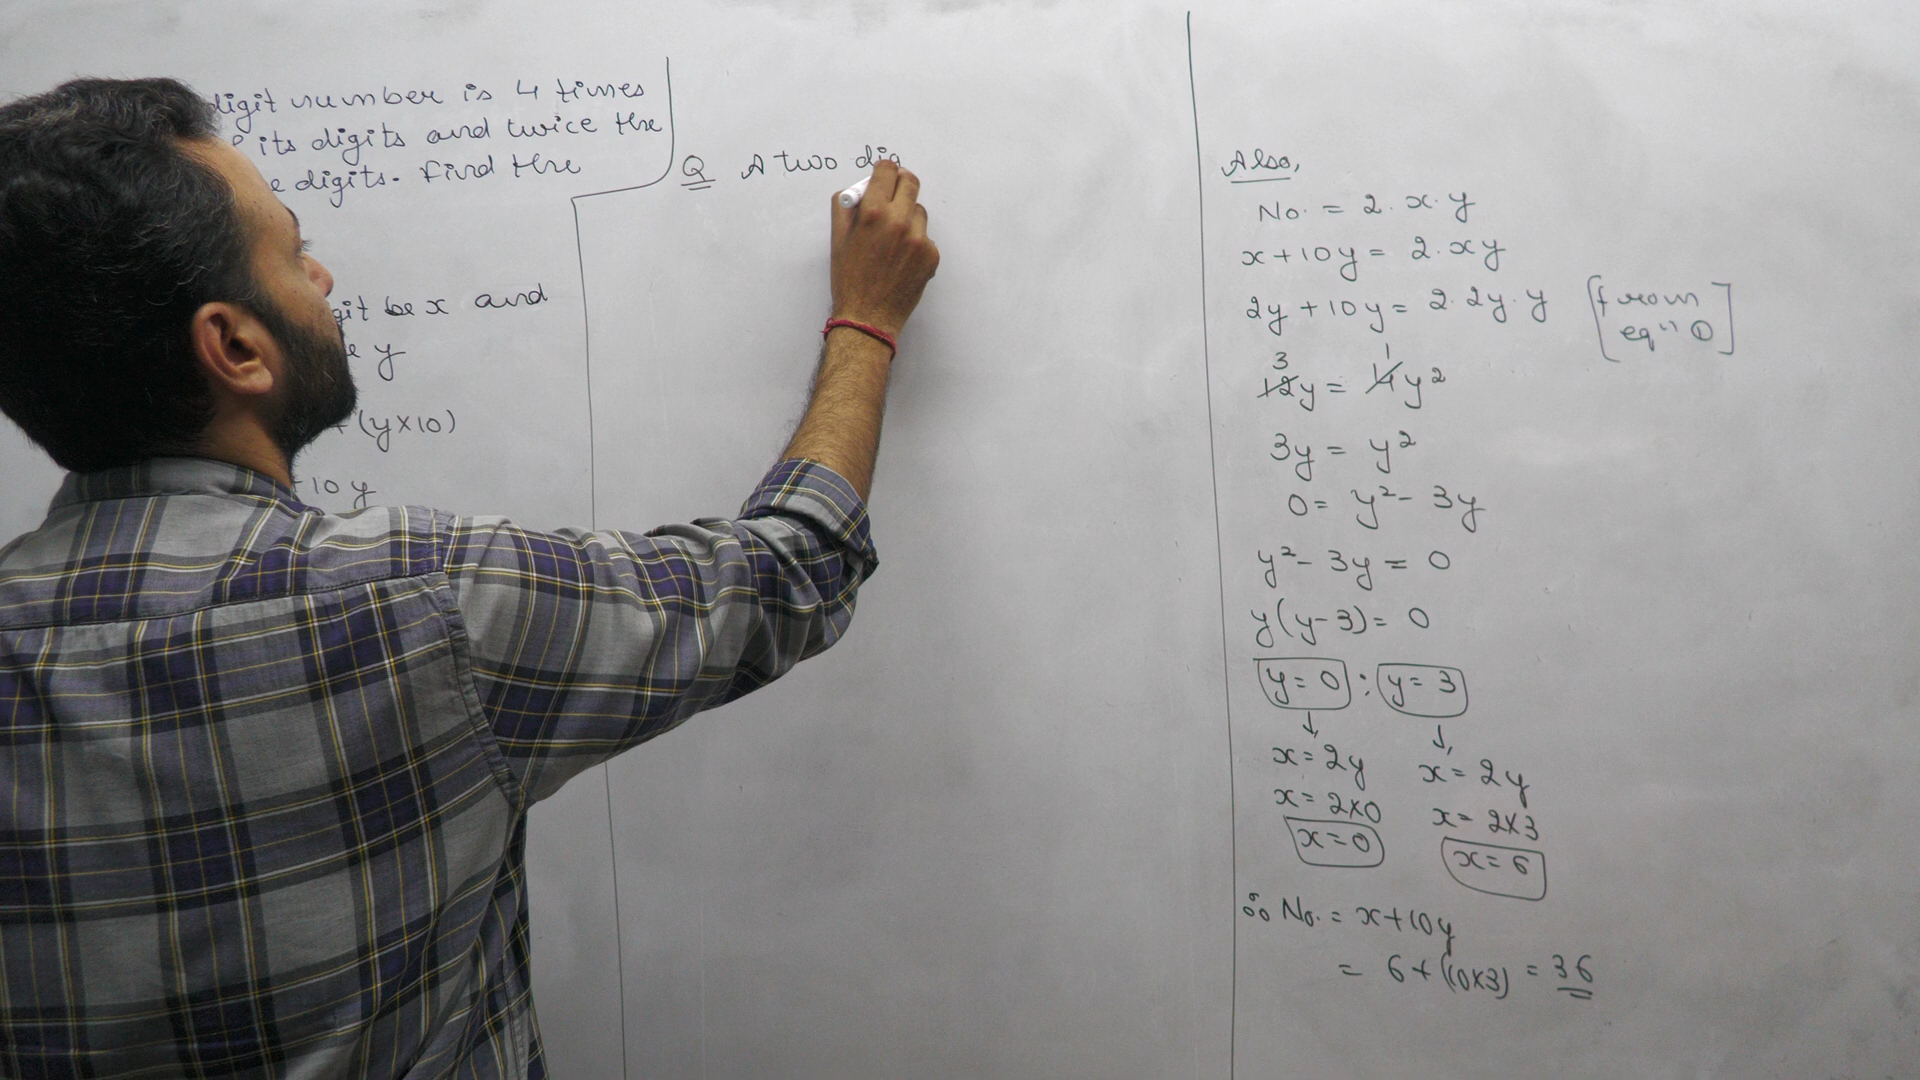 digit number is 4 times
its digits and twice the
e digits. Find the
git be x and
e y
+ (y×10)
+10y
Q A two dig
Also,
No. = 2.x.y
x+10y = 2.xy
2y+10y = 2.2y.y [from eqⁿ ①]
3 1
12y = 4y²
3y = y²
0 = y² - 3y
y² - 3y = 0
y(y-3) = 0
y=0 ; y=3
↓ ↓
x=2y x=2y
x=2×0 x=2×3
x=0 x=6
∴ No. = x+10y
= 6+(10×3) = 36